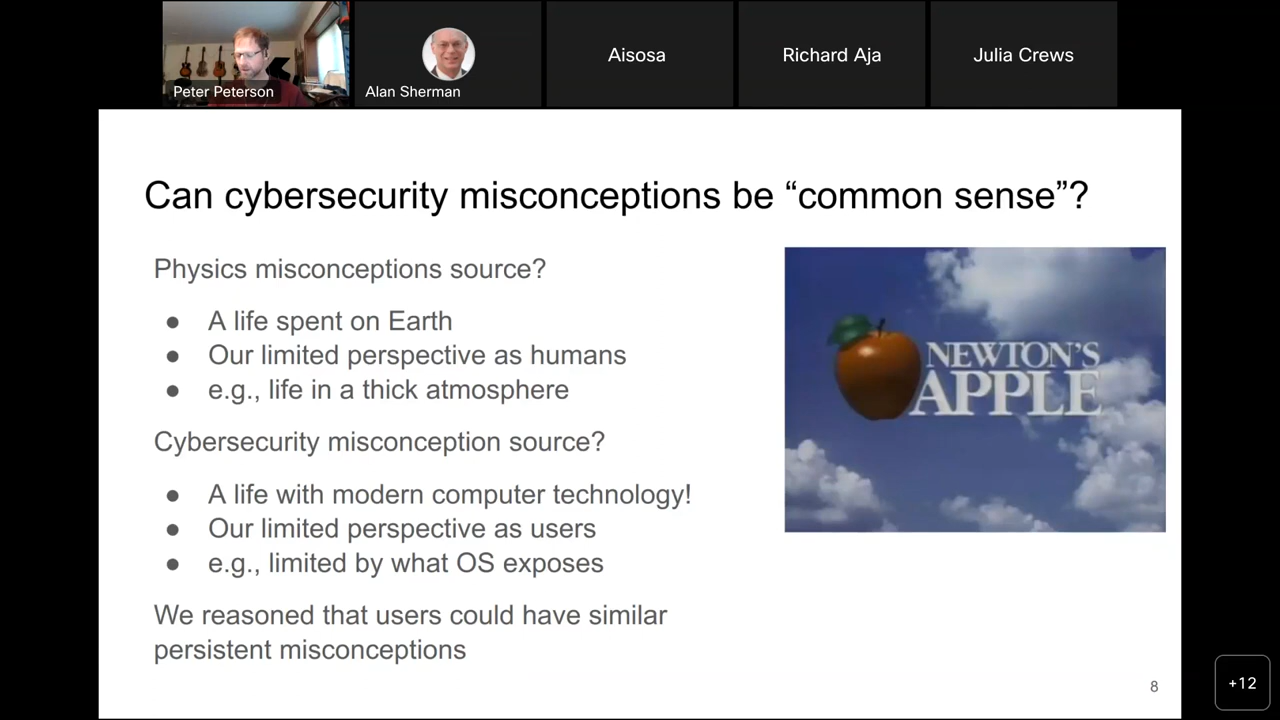 Peter Peterson
Alan Sherman
Aisosa
Richard Aja
Julia Crews
Can cybersecurity misconceptions be “common sense”?
Physics misconceptions source?
● A life spent on Earth
● Our limited perspective as humans
● e.g., life in a thick atmosphere
Cybersecurity misconception source?
● A life with modern computer technology!
● Our limited perspective as users
● e.g., limited by what OS exposes
We reasoned that users could have similar
persistent misconceptions
NEWTON'S
APPLE
8
+12